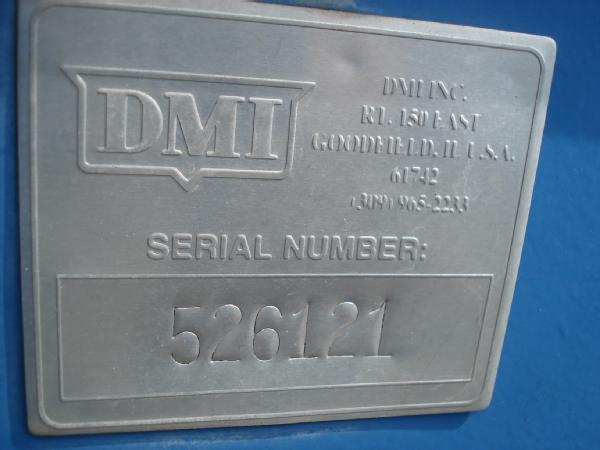 DMI
DMI INC.
RT. 150 EAST
GOODFIELD, IL U.S.A.
61742
(309) 965-2233
SERIAL NUMBER:
526121